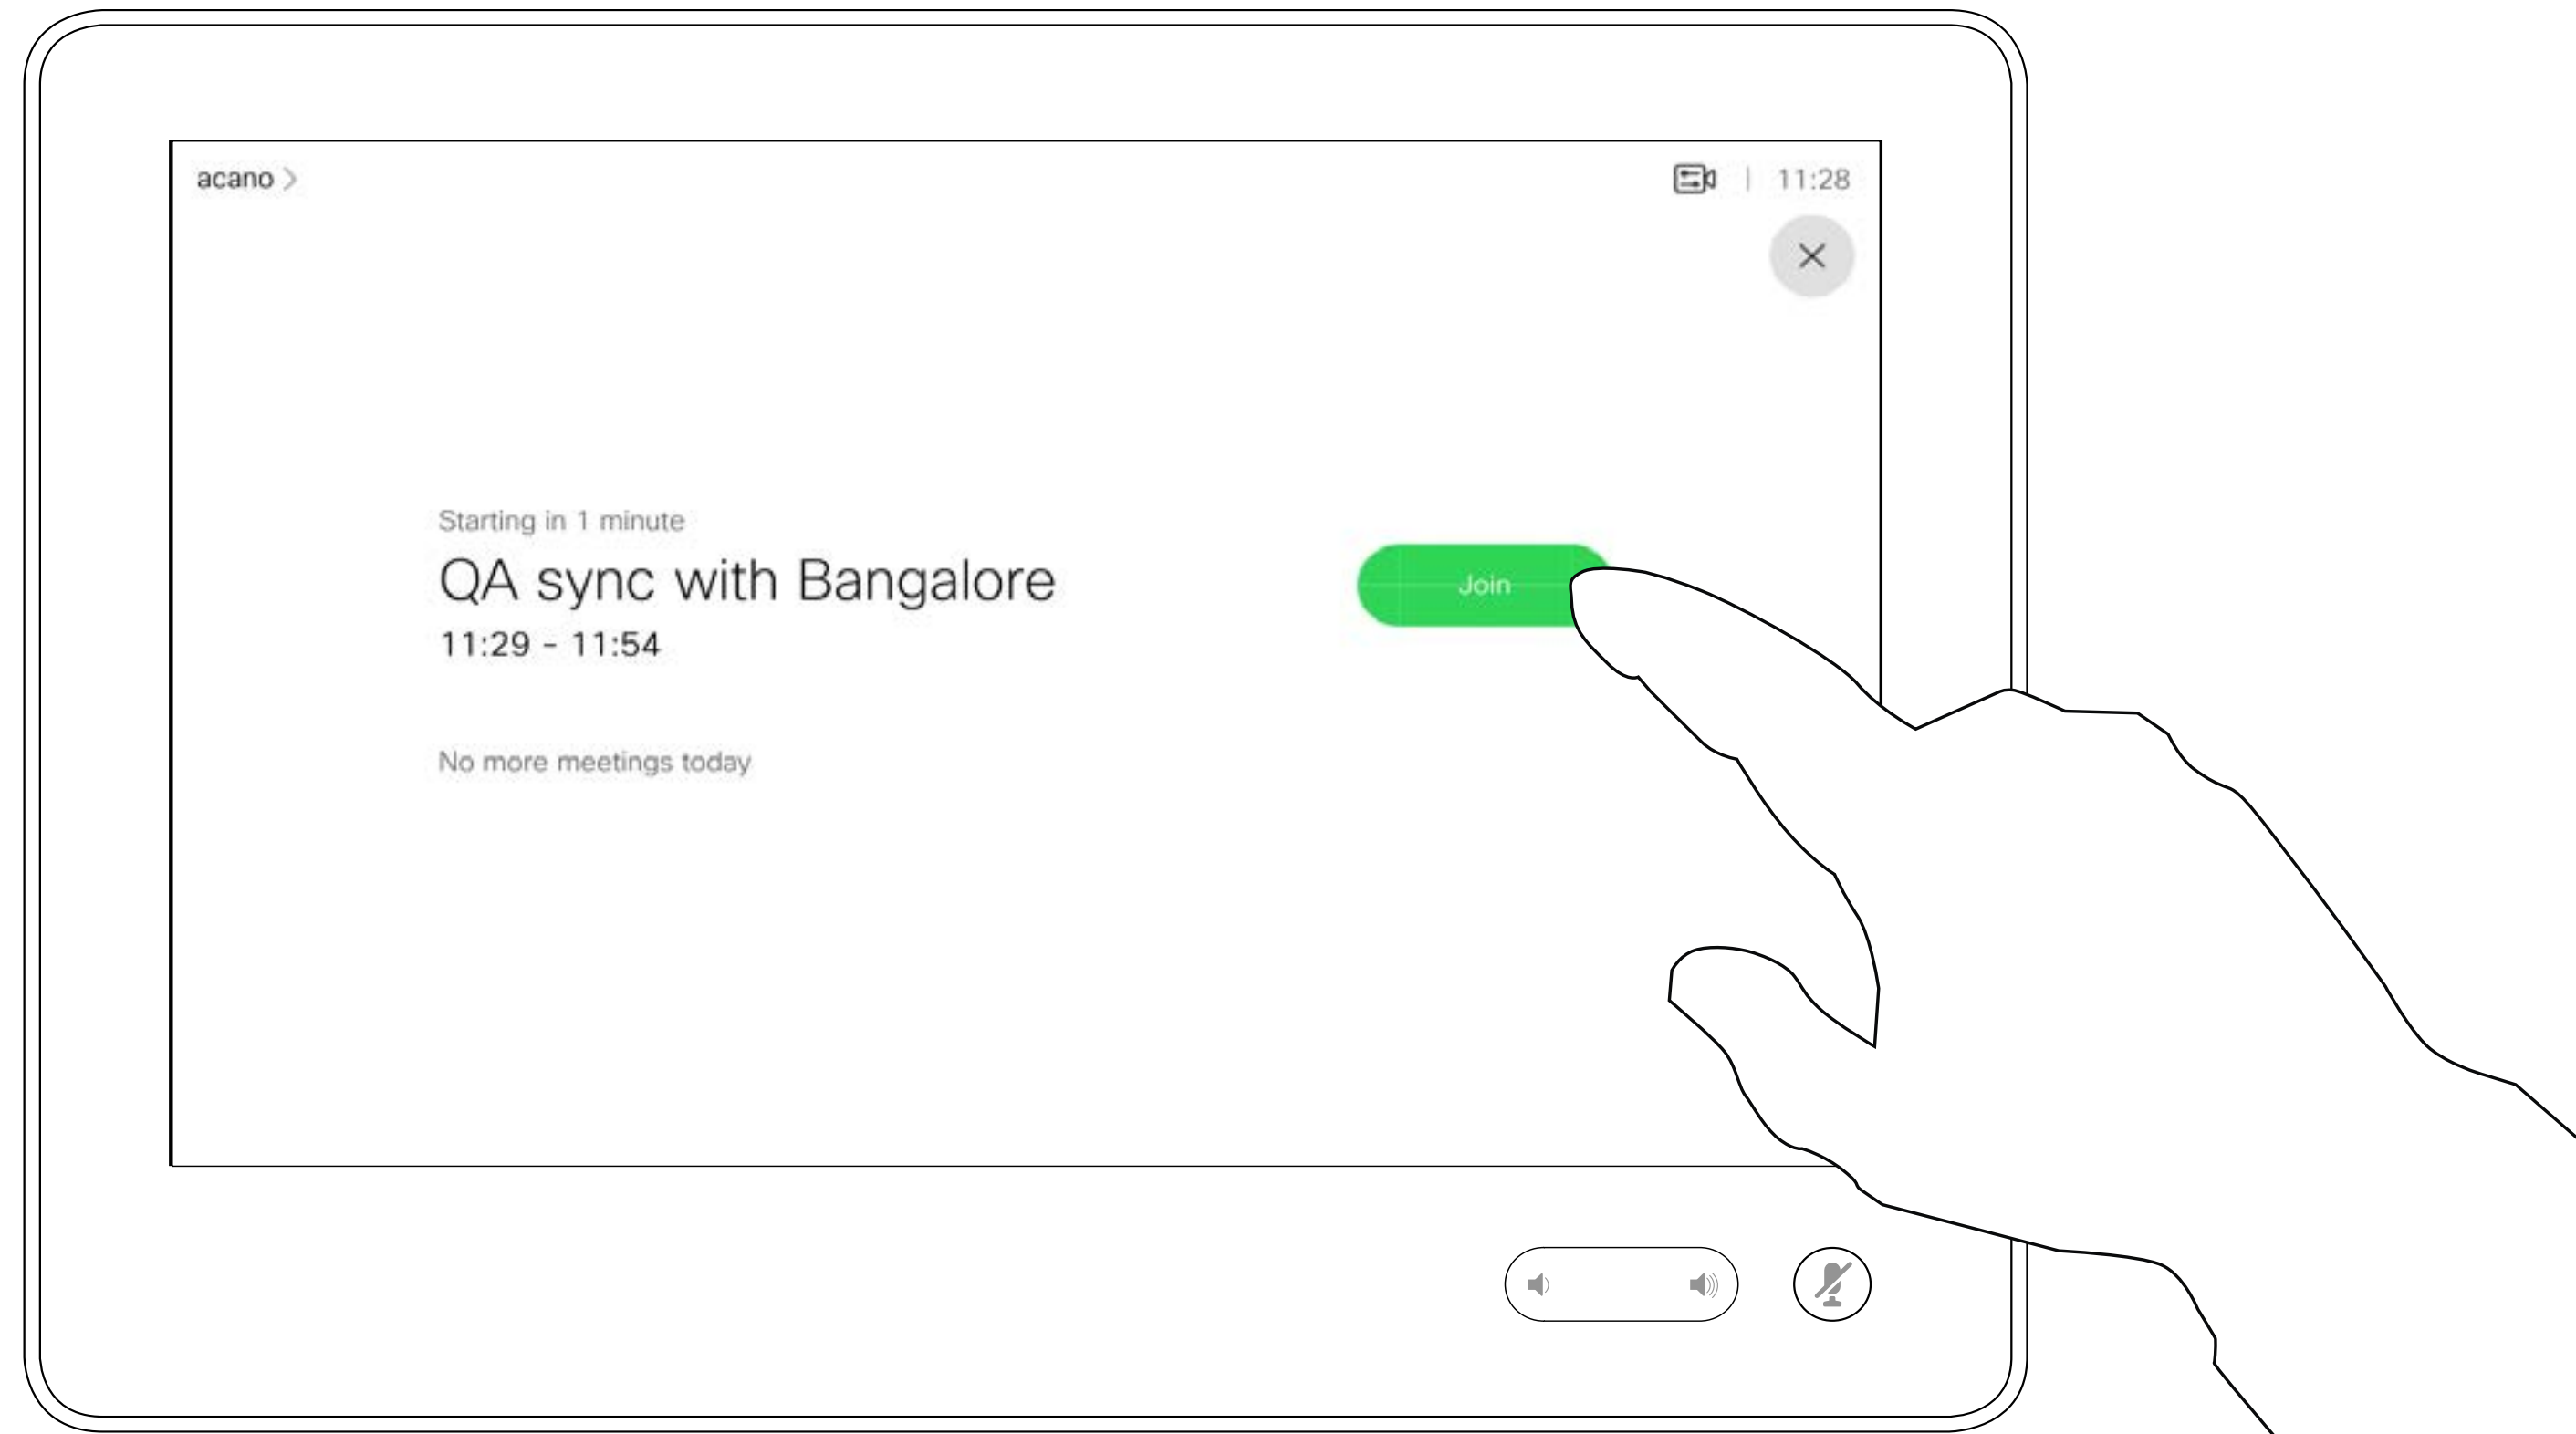 acano
11:28
Starting in 1 minute
QA sync with Bangalore
11:29 - 11:54
Join
No more meetings today